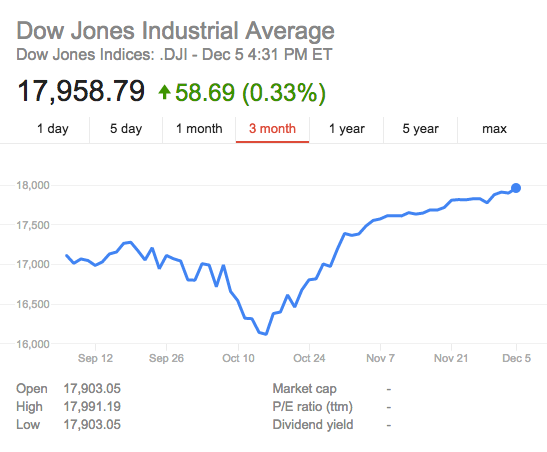 Dow Jones Industrial Average
Dow Jones Indices: .DJI - Dec 5 4:31 PM ET
17,958.79 58.69 (0.33%)
1 day 5 day 1 month 3 month 1 year 5 year max
18,000
17,500
17,000
16,500
16,000
Sep 12 Sep 26 Oct 10 Oct 24 Nov 7 Nov 21 Dec 5
Open 17,903.05 Market cap -
High 17,991.19 P/E ratio (ttm) -
Low 17,903.05 Dividend yield -